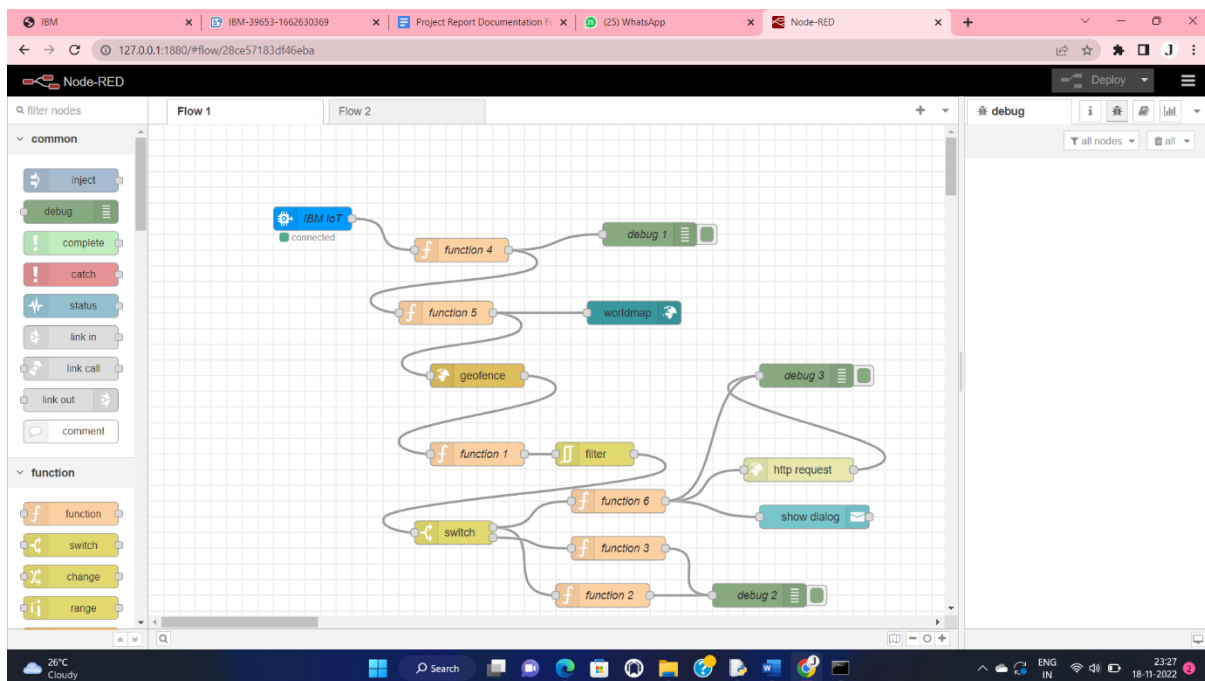 IBM
IBM-39653-1662630369
Project Report Documentation Fo
(25) WhatsApp
Node-RED
127.0.0.1:1880/#flow/28ce57183df46eba
J
Node-RED
Deploy
filter nodes
Flow 1
Flow 2
debug
i
all nodes
all
common
inject
debug
complete
catch
status
link in
link call
link out
comment
function
function
switch
change
range
IBM IoT
connected
function 4
debug 1
function 5
worldmap
geofence
debug 3
function 1
filter
http request
function 6
show dialog
switch
function 3
function 2
debug 2
26°C
Cloudy
Search
ENG
IN
23:27
18-11-2022
2